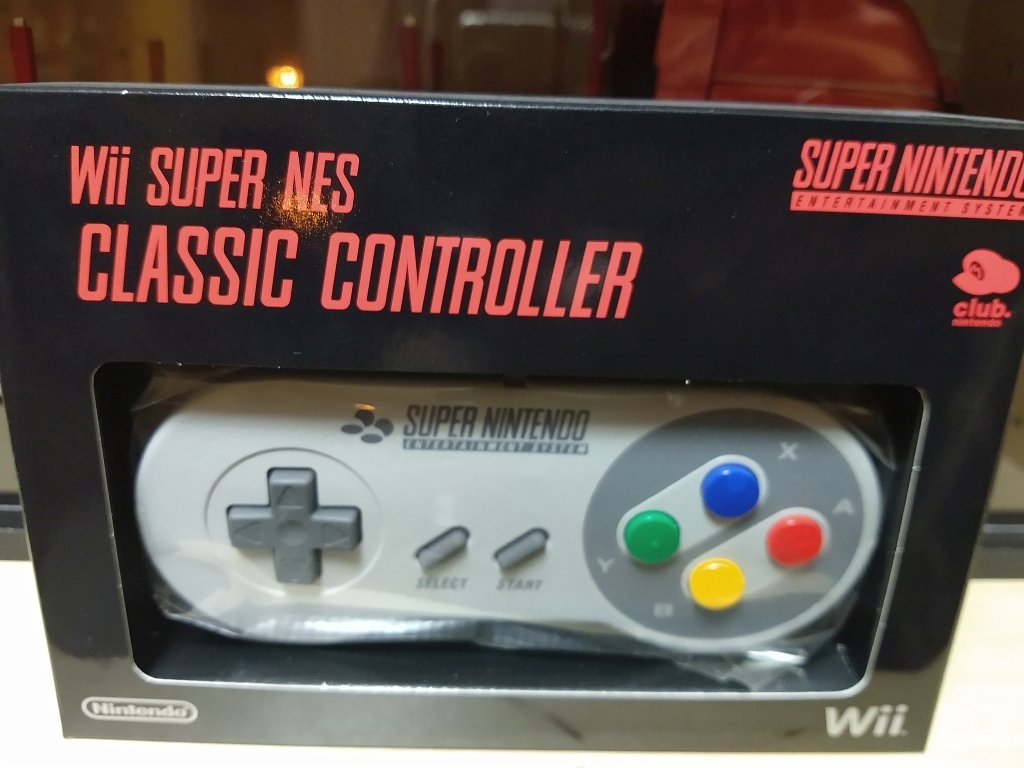 Wii SUPER NES
CLASSIC CONTROLLER
SUPER NINTENDO
ENTERTAINMENT SYSTEM
club.
nintendo
SUPER NINTENDO
ENTERTAINMENT SYSTEM
X
A
Y
B
SELECT START
Nintendo
Wii